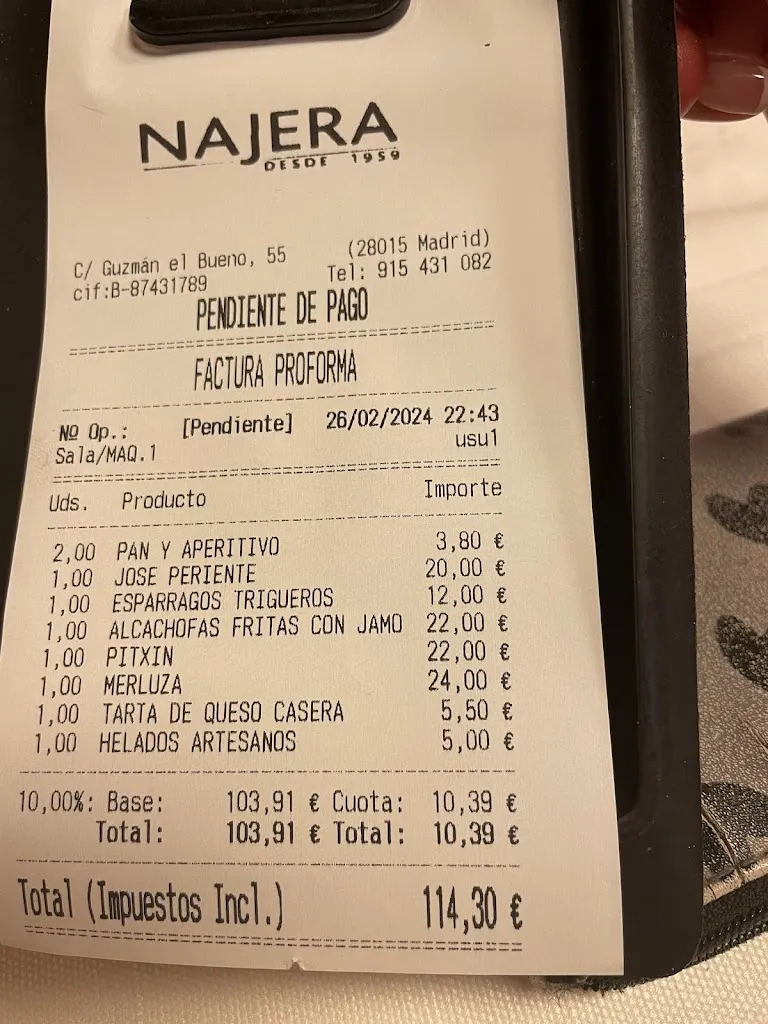 NAJERA
DESDE 1959
C/ Guzmán el Bueno, 55 (28015 Madrid)
cif:B-87431789 Tel: 915 431 082
PENDIENTE DE PAGO
FACTURA PROFORMA
Nº Op.: [Pendiente] 26/02/2024 22:43
Sala/MAQ.1 usu1
Uds. Producto Importe
2,00 PAN Y APERITIVO 3,80 €
1,00 JOSE PERIENTE 20,00 €
1,00 ESPARRAGOS TRIGUEROS 12,00 €
1,00 ALCACHOFAS FRITAS CON JAMO 22,00 €
1,00 PITXIN 22,00 €
1,00 MERLUZA 24,00 €
1,00 TARTA DE QUESO CASERA 5,50 €
1,00 HELADOS ARTESANOS 5,00 €
10,00%: Base: 103,91 € Cuota: 10,39 €
Total: 103,91 € Total: 10,39 €
Total (Impuestos Incl.) 114,30 €